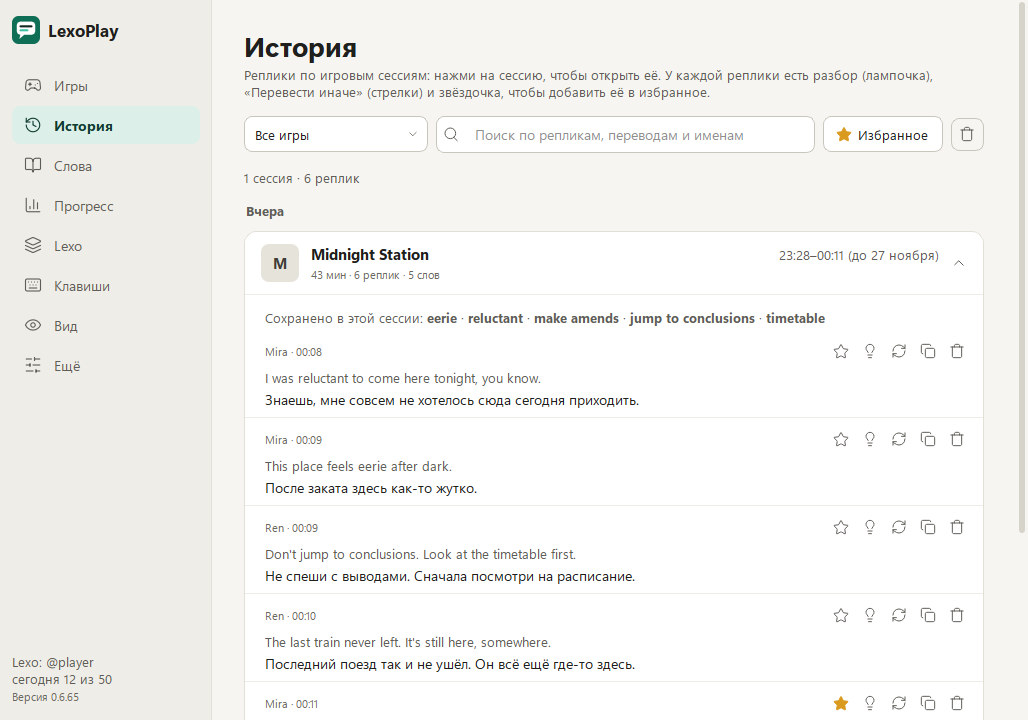 LexoPlay
Игры
История
Слова
Прогресс
Lexo
Клавиши
Вид
Ещё
Lexo: @player
сегодня 12 из 50
Версия 0.6.65
История
Реплики по игровым сессиям: нажми на сессию, чтобы открыть её. У каждой реплики есть разбор (лампочка),
«Перевести иначе» (стрелки) и звёздочка, чтобы добавить её в избранное.
Все игры
Поиск по репликам, переводам и именам
Избранное
1 сессия · 6 реплик
Вчера
M
Midnight Station
43 мин · 6 реплик · 5 слов
23:28–00:11 (до 27 ноября)
Сохранено в этой сессии: eerie · reluctant · make amends · jump to conclusions · timetable
Mira · 00:08
I was reluctant to come here tonight, you know.
Знаешь, мне совсем не хотелось сюда сегодня приходить.
Mira · 00:09
This place feels eerie after dark.
После заката здесь как-то жутко.
Ren · 00:09
Don't jump to conclusions. Look at the timetable first.
Не спеши с выводами. Сначала посмотри на расписание.
Ren · 00:10
The last train never left. It's still here, somewhere.
Последний поезд так и не ушёл. Он всё ещё где-то здесь.
Mira · 00:11